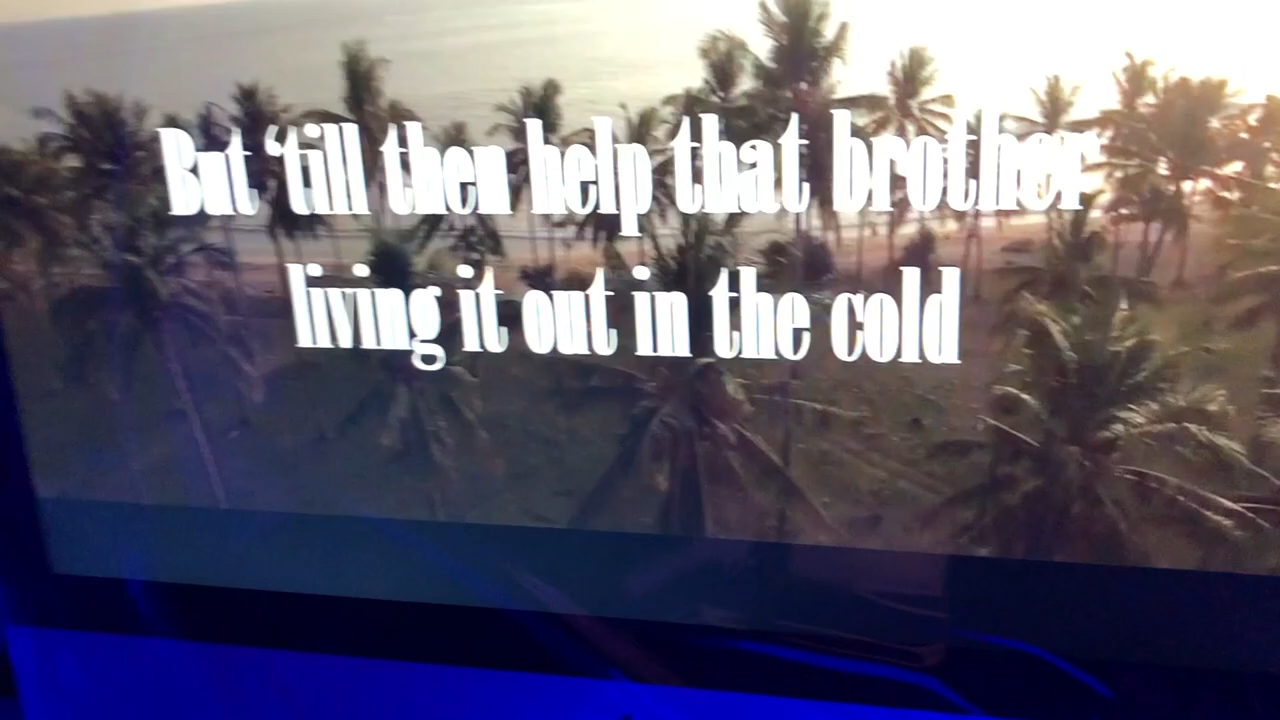 But ‘till then help that brother
living it out in the cold